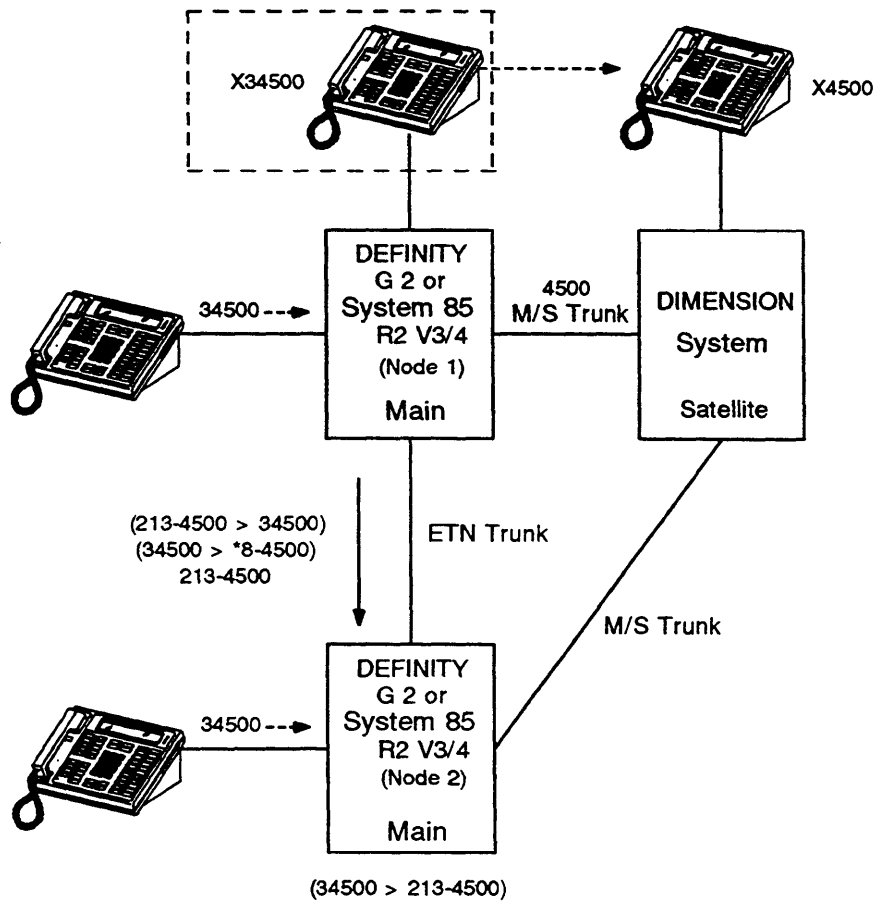 X34500
X4500
DEFINITY
G 2 or
System 85
R2 V3/4
(Node 1)
Main
34500
4500
M/S Trunk
DIMENSION
System
Satellite
(213-4500 > 34500)
(34500 > *8-4500)
213-4500
ETN Trunk
M/S Trunk
DEFINITY
G 2 or
System 85
R2 V3/4
(Node 2)
Main
34500
(34500 > 213-4500)